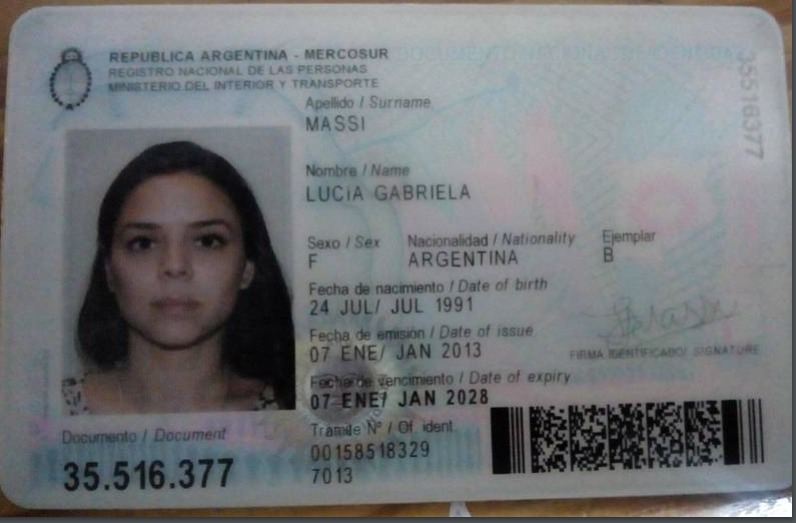 REPUBLICA ARGENTINA - MERCOSUR
REGISTRO NACIONAL DE LAS PERSONAS
MINISTERIO DEL INTERIOR Y TRANSPORTE
Apellido / Surname
MASSI
Nombre / Name
LUCíA GABRIELA
Sexo / Sex Nacionalidad / Nationality Ejemplar
F ARGENTINA B
Fecha de nacimiento / Date of birth
24 JUL/ JUL 1991
Fecha de emisión / Date of issue
07 ENE/ JAN 2013
FIRMA IDENTIFICADO/ SIGNATURE
Fecha de vencimiento / Date of expiry
07 ENE/ JAN 2028
Documento / Document
35.516.377
Trámite Nº / Of. ident.
00158518329
7013
35516377